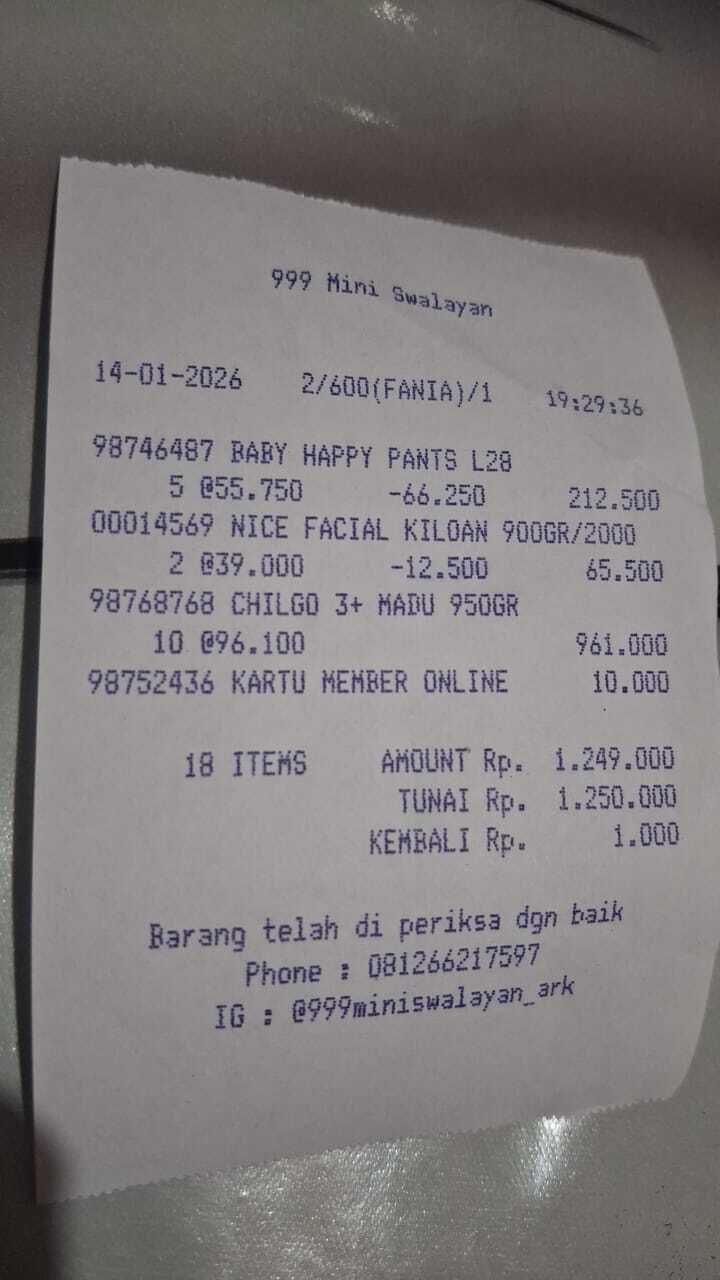 999 Mini Swalayan
14-01-2026 2/600(FANIA)/1 19:29:36
98746487 BABY HAPPY PANTS L28
5 @55.750 -66.250 212.500
00014569 NICE FACIAL KILOAN 900GR/2000
2 @39.000 -12.500 65.500
98768768 CHILGO 3+ MADU 950GR
10 @96.100 961.000
98752436 KARTU MEMBER ONLINE 10.000
18 ITEMS AMOUNT Rp. 1.249.000
TUNAI Rp. 1.250.000
KEMBALI Rp. 1.000
Barang telah di periksa dgn baik
Phone : 081266217597
IG : @999miniswalayan_ark